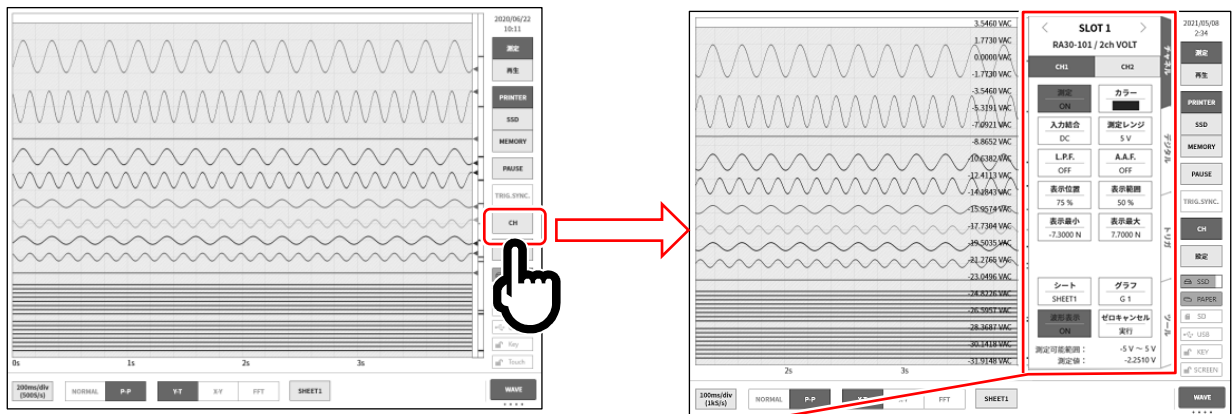 2020/06/22
10:11
測定
再生
PRINTER
SSD
MEMORY
PAUSE
TRIG.SYNC.
CH
Key
Touch
0s 1s 2s 3s
200ms/div
(500S/s)
NORMAL P-P Y-T X-Y FFT SHEET1 WAVE
3.5460 VAC
1.7730 VAC
0.0000 VAC
-1.7730 VAC
-3.5460 VAC
-5.3191 VAC
-7.0921 VAC
-8.8652 VAC
-10.6382 VAC
-12.4113 VAC
-14.1843 VAC
-15.9574 VAC
-17.7304 VAC
-19.5035 VAC
-21.2765 VAC
-23.0496 VAC
-24.8226 VAC
-26.5957 VAC
-28.3687 VAC
-30.1418 VAC
-31.9148 VAC
2s 3s
SLOT 1
RA30-101 / 2ch VOLT
CH1 CH2
測定
ON
カラー
入力結合
DC
測定レンジ
5 V
L.P.F.
OFF
A.A.F.
OFF
表示位置
75 %
表示範囲
50 %
表示最小
-7.3000 N
表示最大
7.7000 N
シート
SHEET1
グラフ
G 1
波形表示
ON
ゼロキャンセル
実行
測定可能範囲： -5 V ～ 5 V
測定値： -2.2510 V
チャネル
デジタル
トリガ
ツール
2021/05/08
2:34
測定
再生
PRINTER
SSD
MEMORY
PAUSE
TRIG.SYNC.
CH
設定
SSD
PAPER
SD
USB
KEY
SCREEN
100ms/div
(1kS/s)
NORMAL P-P FFT SHEET1 WAVE